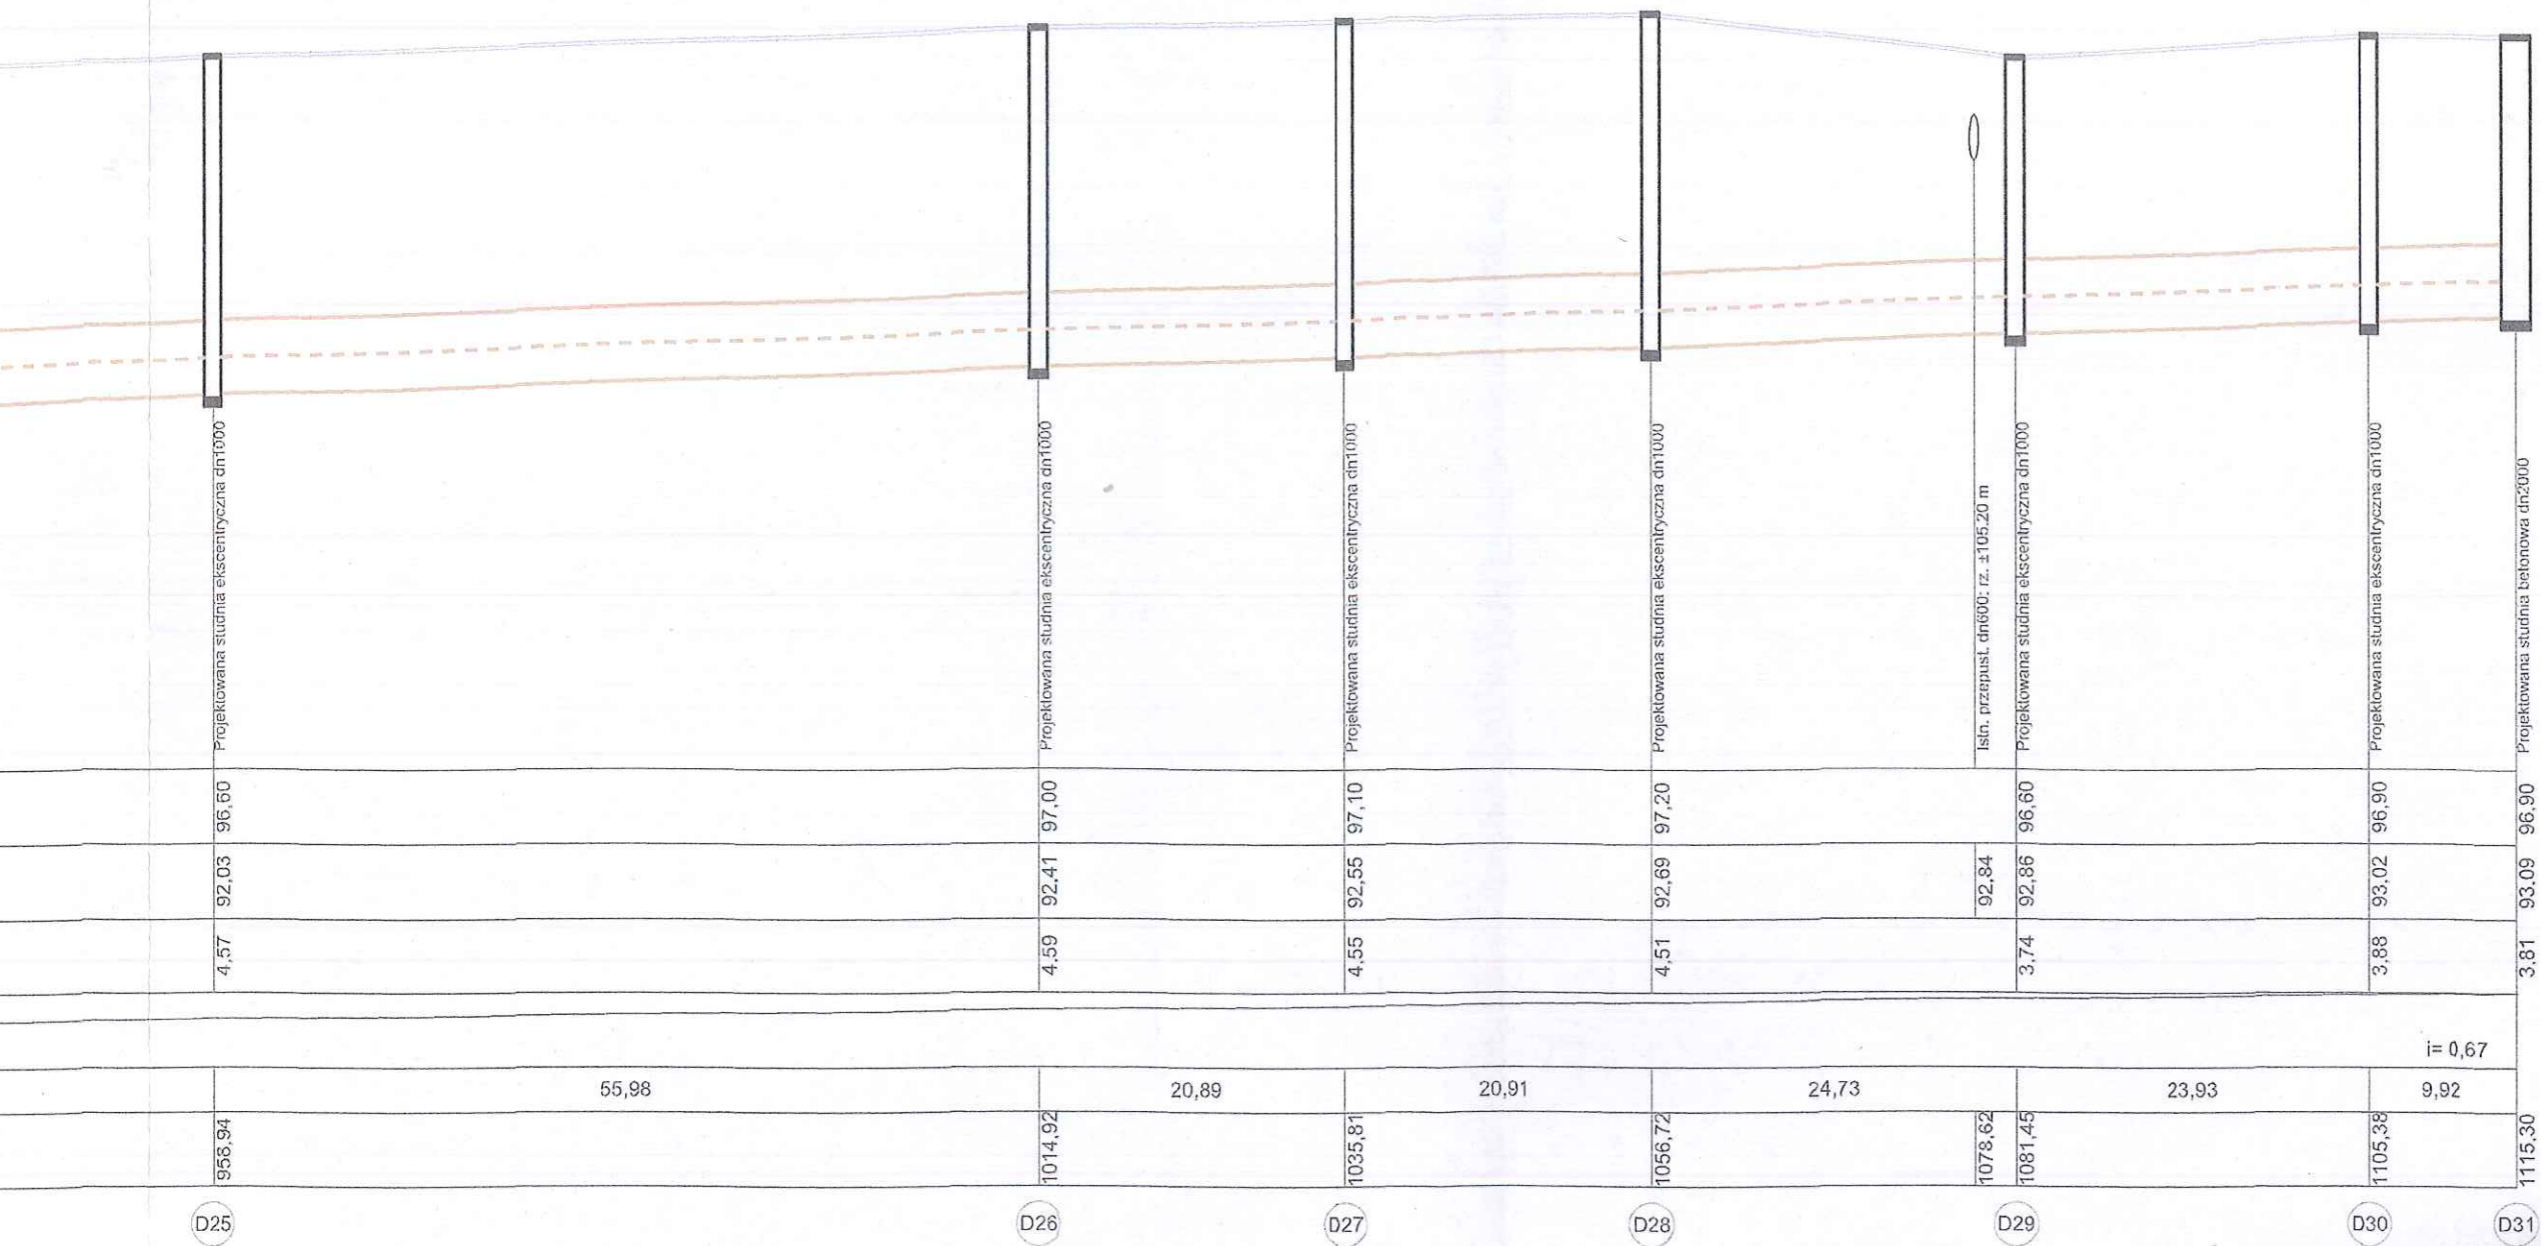 Projektowana studnia ekscentryczna dn1000
Projektowana studnia ekscentryczna dn1000
Projektowana studnia ekscentryczna dn1000
Projektowana studnia ekscentryczna dn1000
Istn. przepust. dn600; rz. ±105.20 m
Projektowana studnia ekscentryczna dn1000
Projektowana studnia ekscentryczna dn1000
Projektowana studnia betonowa dn2000
96,60
97,00
97,10
97,20
96,60
96,90
96.90
92,03
92.41
92,55
92,69
92,84
92,86
93,02
93.09
4,57
4.59
4,55
4,51
3,74
3,88
3,81
i= 0,67
55,98
20,89
20,91
24,73
23,93
9,92
958,94
1014,92
1035,81
1056,72
1078,62
1081,45
1105,38
1115,30
D25
D26
D27
D28
D29
D30
D31